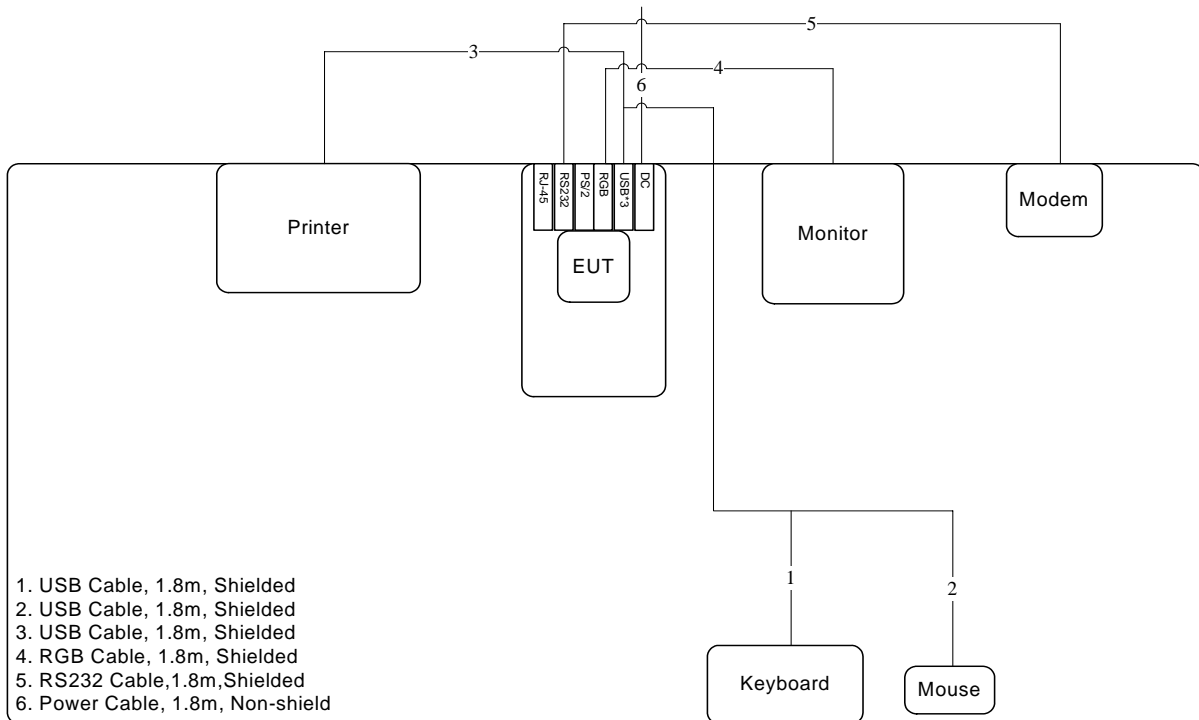 5
3
4
6
RJ-45
RS232
PS/2
RGB
USB*3
DC
Printer
EUT
Monitor
Modem
1
2
1. USB Cable, 1.8m, Shielded
2. USB Cable, 1.8m, Shielded
3. USB Cable, 1.8m, Shielded
4. RGB Cable, 1.8m, Shielded
5. RS232 Cable,1.8m,Shielded
6. Power Cable, 1.8m, Non-shield
Keyboard
Mouse